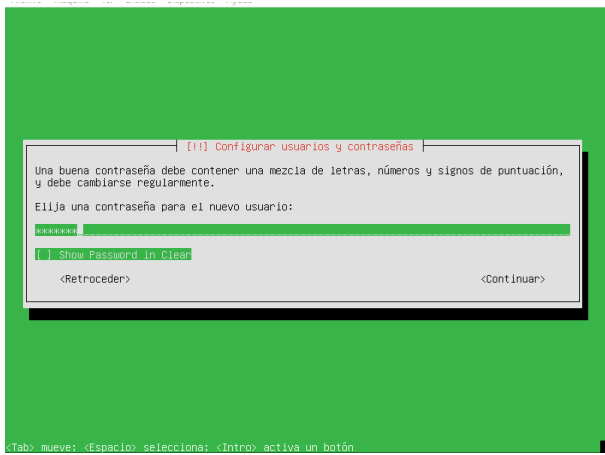 [!!] Configurar usuarios y contraseñas
Una buena contraseña debe contener una mezcla de letras, números y signos de puntuación,
y debe cambiarse regularmente.
Elija una contraseña para el nuevo usuario:
*******
[ ] Show Password in Clear
<Retroceder> <Continuar>
<Tab> mueve; <Espacio> selecciona; <Intro> activa un botón